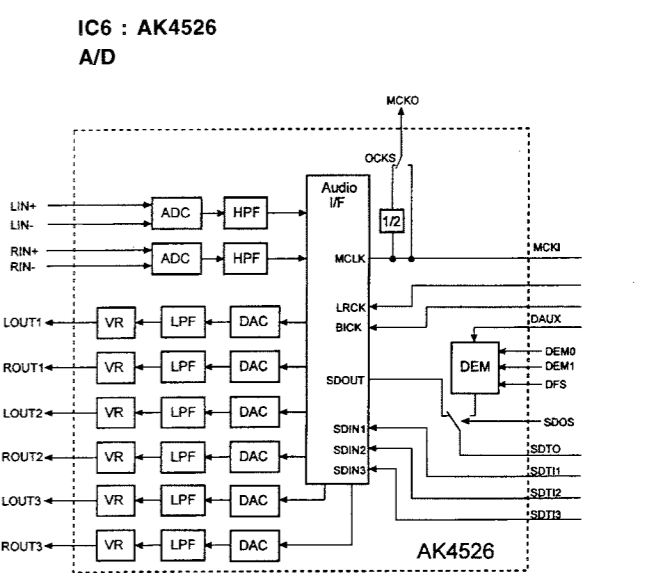 IC6 : AK4526
A/D
MCKO
OCKS
Audio
I/F
LIN+
LIN-
ADC
HPF
1/2
RIN+
RIN-
ADC
HPF
MCLK
MCKI
LRCK
BICK
DAUX
LOUT1
VR
LPF
DAC
DEM
DEM0
DEM1
DFS
ROUT1
VR
LPF
DAC
SDOUT
LOUT2
VR
LPF
DAC
SDOS
SDIN1
SDTO
ROUT2
VR
LPF
DAC
SDIN2
SDTI1
SDIN3
LOUT3
VR
LPF
DAC
SDTI2
SDTI3
ROUT3
VR
LPF
DAC
AK4526